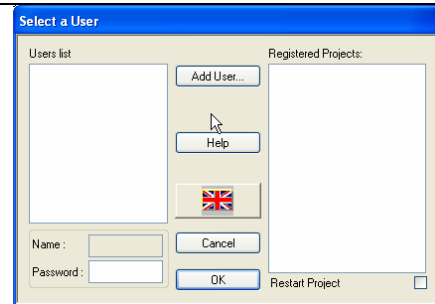 Select a User
Users list
Registered Projects:
Add User...
Help
Name :
Cancel
Password :
OK
Restart Project